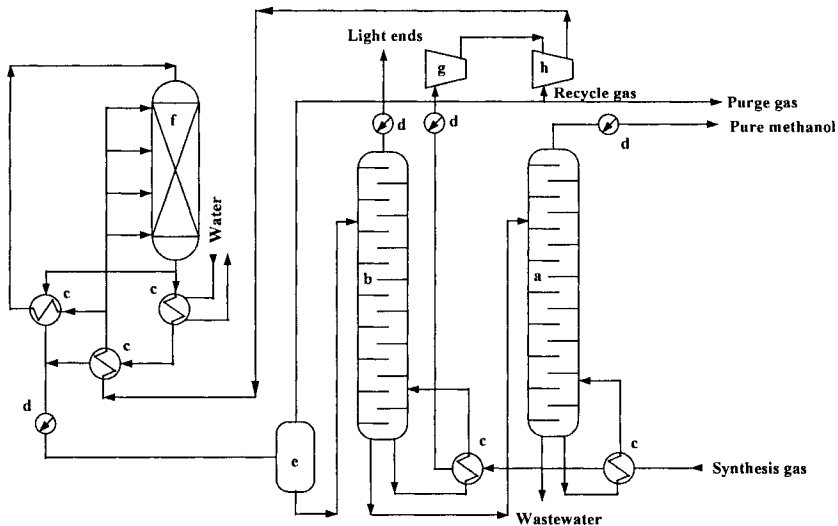 Light ends
g
h
Recycle gas
Purge gas
d
d
Pure methanol
d
f
Water
b
a
c
c
c
d
e
c
c
Synthesis gas
Wastewater